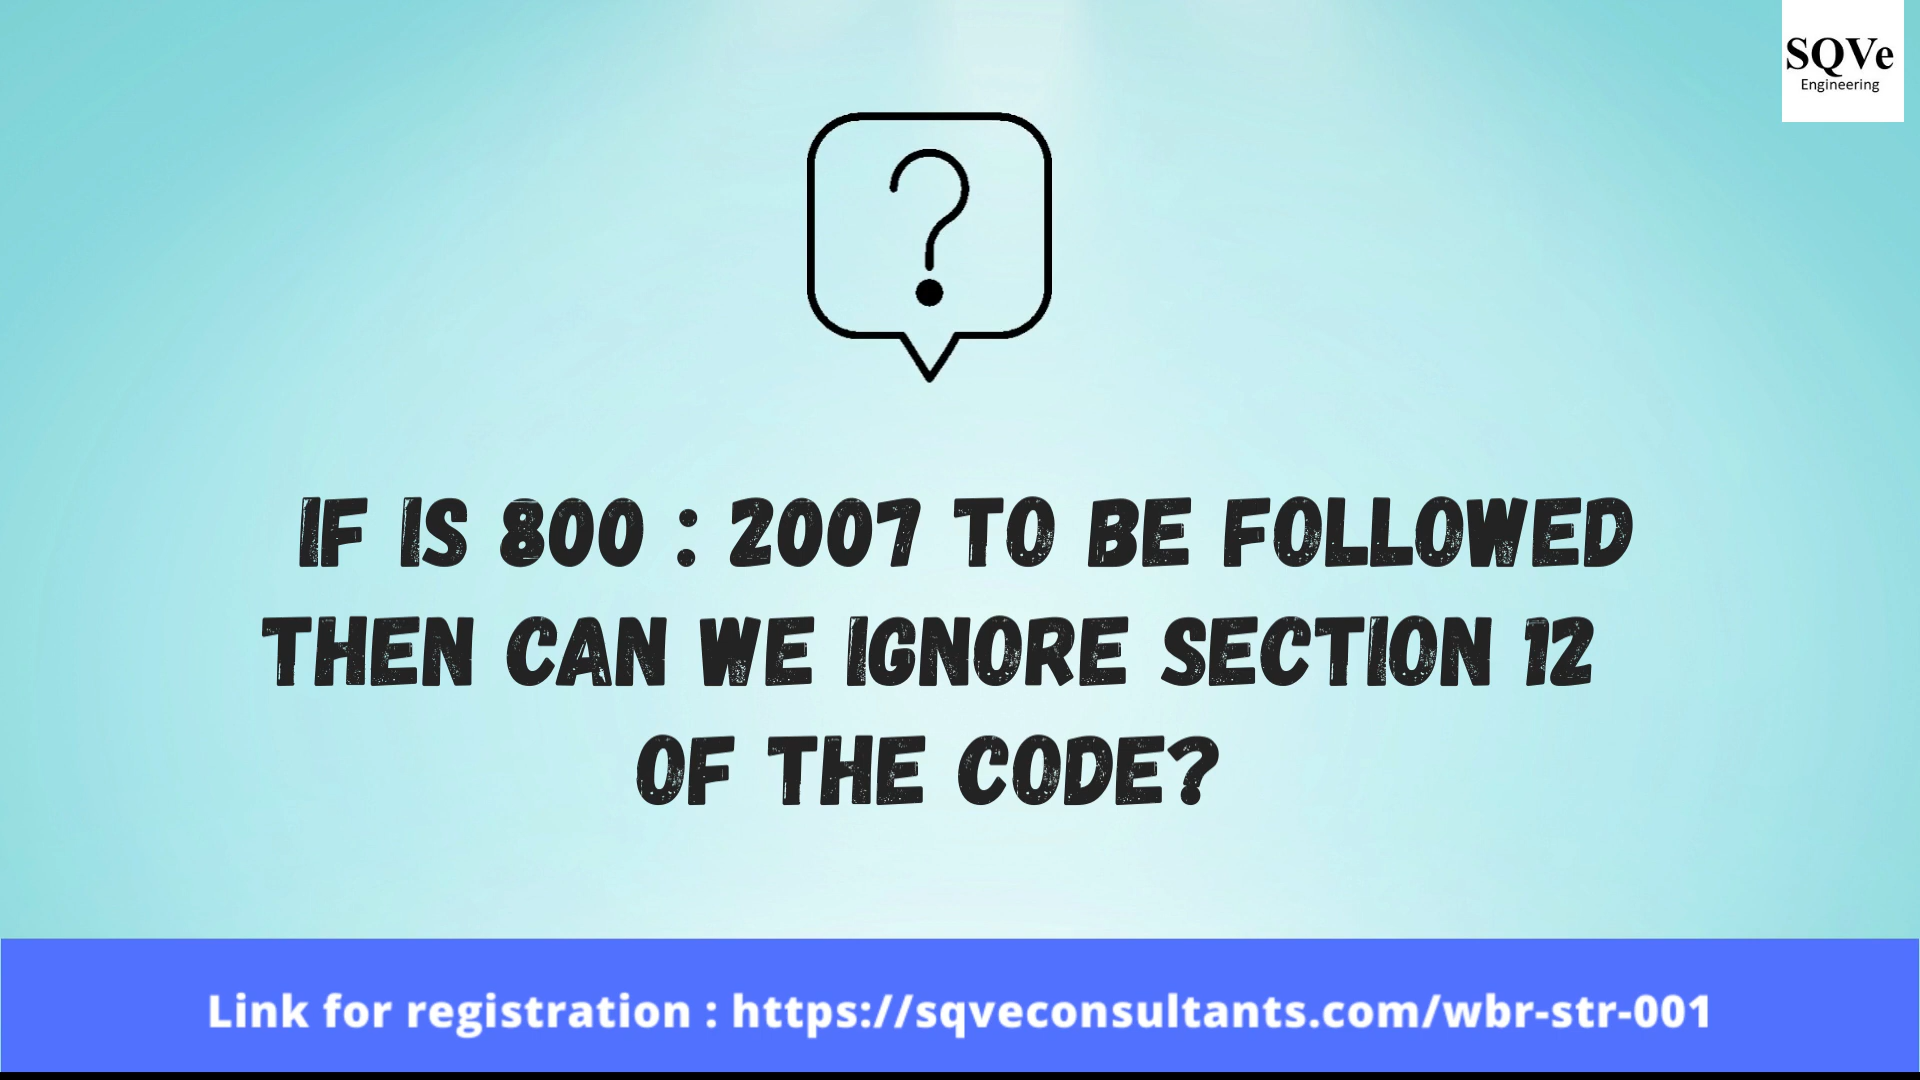 SQVe
Engineering
?
IF IS 800 : 2007 TO BE FOLLOWED
THEN CAN WE IGNORE SECTION 12
OF THE CODE?
Link for registration : https://sqveconsultants.com/wbr-str-001